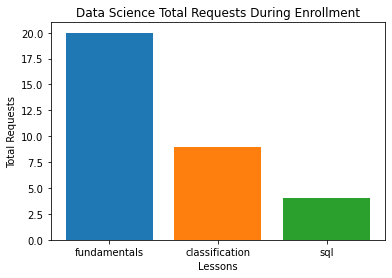 Data Science Total Requests During Enrollment
Total Requests
20.0
17.5
15.0
12.5
10.0
7.5
5.0
2.5
0.0
fundamentals classification sql
Lessons